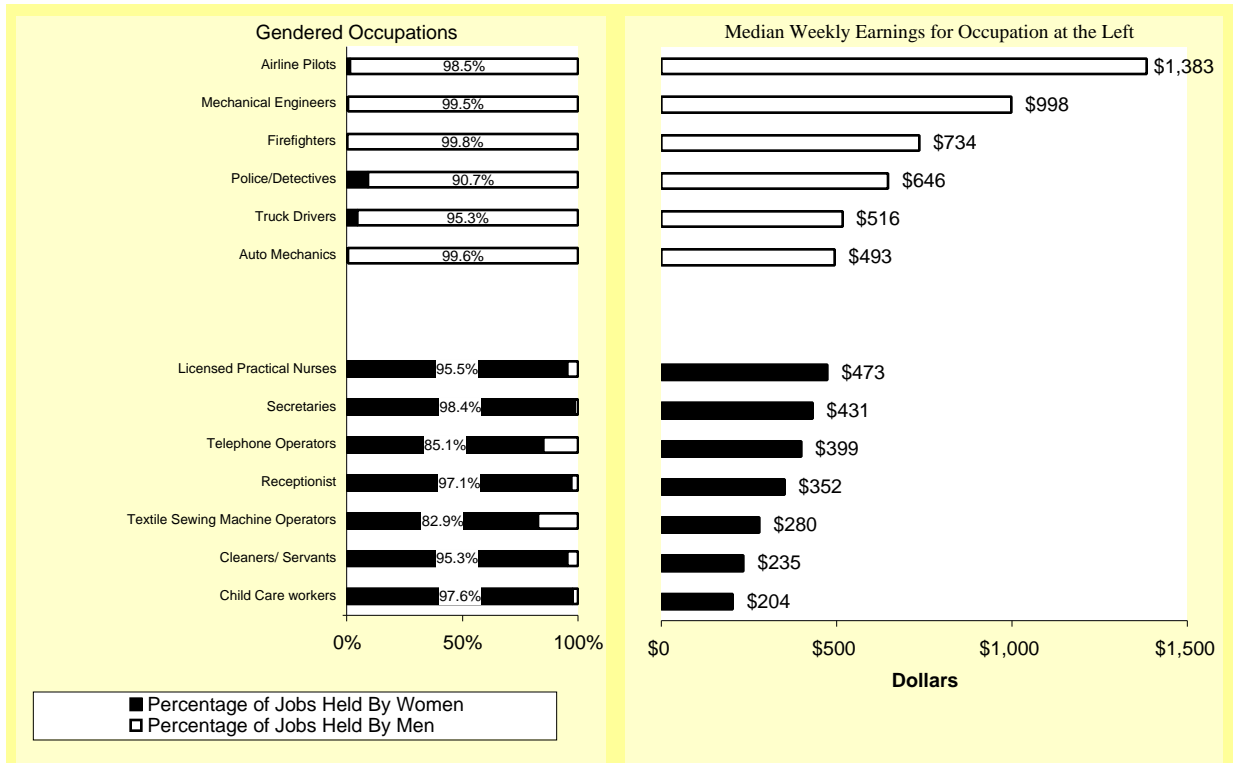 Gendered Occupations
Airline Pilots
98.5%
Mechanical Engineers
99.5%
Firefighters
99.8%
Police/Detectives
90.7%
Truck Drivers
95.3%
Auto Mechanics
99.6%
Licensed Practical Nurses
95.5%
Secretaries
98.4%
Telephone Operators
85.1%
Receptionist
97.1%
Textile Sewing Machine Operators
82.9%
Cleaners/ Servants
95.3%
Child Care workers
97.6%
0% 50% 100%
Percentage of Jobs Held By Women
Percentage of Jobs Held By Men
Median Weekly Earnings for Occupation at the Left
$1,383
$998
$734
$646
$516
$493
$473
$431
$399
$352
$280
$235
$204
$0 $500 $1,000 $1,500
Dollars